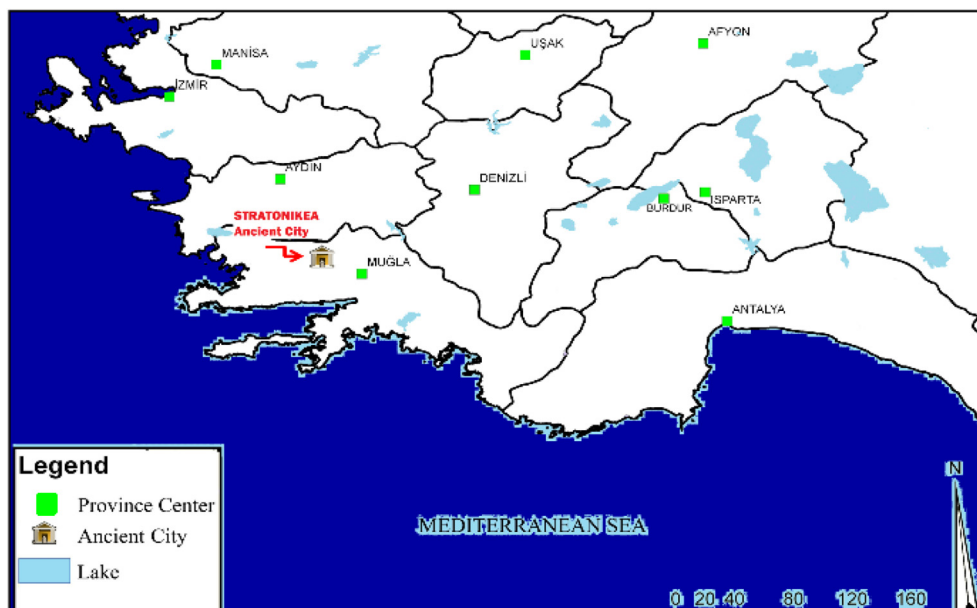 AFYON
UŞAK
MANİSA
İZMİR
AYDIN
DENİZLİ
ISPARTA
BURDUR
STRATONIKEA
Ancient City
MUĞLA
ANTALYA
Legend
Province Center
Ancient City
Lake
MEDITERRANEAN SEA
N
0 20 40 80 120 160